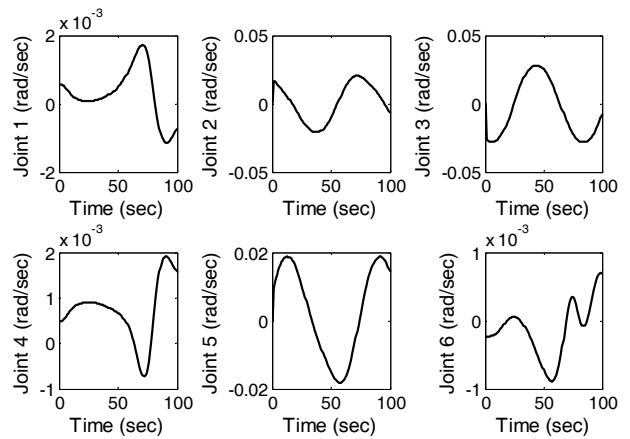 x 10⁻³
2
0
-2
Joint 1 (rad/sec)
0 50 100
Time (sec)
0.05
0
-0.05
Joint 2 (rad/sec)
0 50 100
Time (sec)
0.05
0
-0.05
Joint 3 (rad/sec)
0 50 100
Time (sec)
x 10⁻³
2
1
0
-1
Joint 4 (rad/sec)
0 50 100
Time (sec)
0.02
0
-0.02
Joint 5 (rad/sec)
0 50 100
Time (sec)
x 10⁻³
1
0
-1
Joint 6 (rad/sec)
0 50 100
Time (sec)